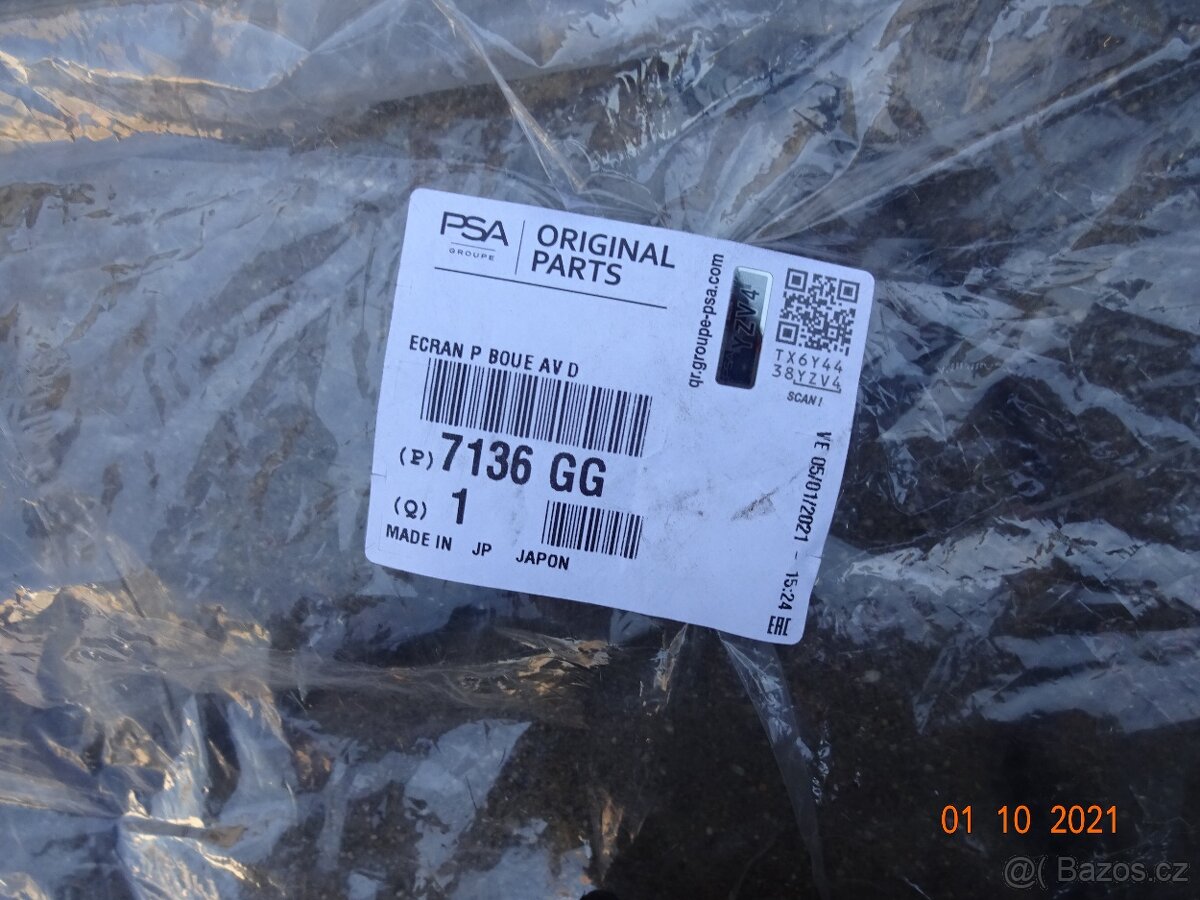 PSA
GROUPE
ORIGINAL
PARTS
qr.groupe-psa.com
YZV4
TX6Y44
38YZV4
SCAN !
ECRAN P BOUE AV D
(P) 7136 GG
(Q) 1
MADE IN JP JAPON
VE 05/01/2021 - 15:24 EAC
01 10 2021
@( Bazos.cz